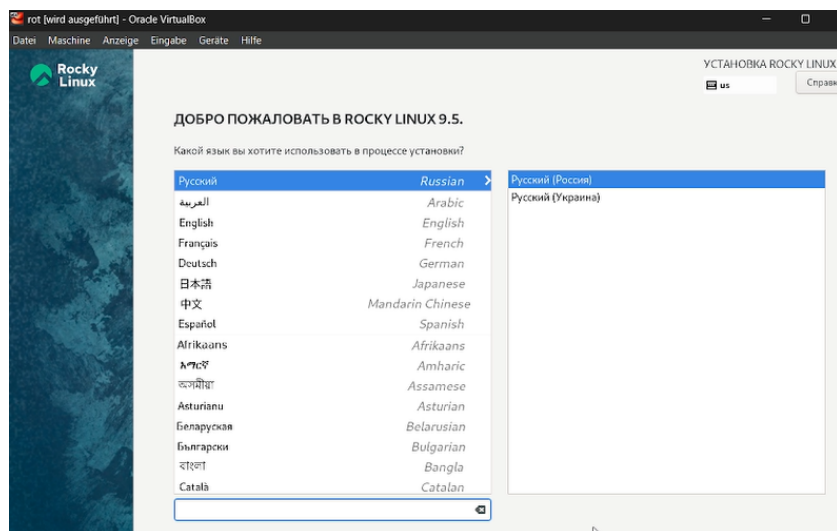 rot [wird ausgeführt] - Oracle VirtualBox
Datei Maschine Anzeige Eingabe Geräte Hilfe
Rocky
Linux
УСТАНОВКА ROCKY LINUX
us
Справк
ДОБРО ПОЖАЛОВАТЬ В ROCKY LINUX 9.5.
Какой язык вы хотите использовать в процессе установки?
Русский Russian
العربية Arabic
English English
Français French
Deutsch German
日本語 Japanese
中文 Mandarin Chinese
Español Spanish
Afrikaans Afrikaans
አማርኛ Amharic
অসমীয়া Assamese
Asturianu Asturian
Беларуская Belarusian
Български Bulgarian
বাংলা Bangla
Català Catalan
Русский (Россия)
Русский (Украина)